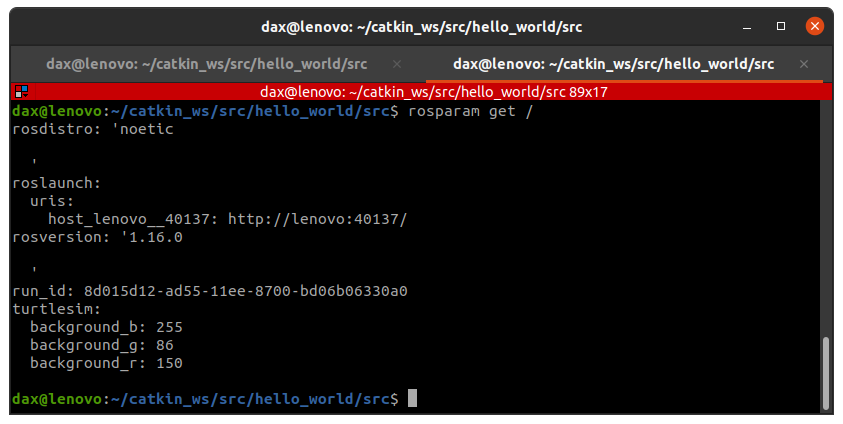 dax@lenovo: ~/catkin_ws/src/hello_world/src
dax@lenovo: ~/catkin_ws/src/hello_world/src
dax@lenovo: ~/catkin_ws/src/hello_world/src
dax@lenovo: ~/catkin_ws/src/hello_world/src 89x17
dax@lenovo:~/catkin_ws/src/hello_world/src$ rosparam get /
rosdistro: 'noetic
  '
roslaunch:
  uris:
    host_lenovo__40137: http://lenovo:40137/
rosversion: '1.16.0
  '
run_id: 8d015d12-ad55-11ee-8700-bd06b06330a0
turtlesim:
  background_b: 255
  background_g: 86
  background_r: 150
dax@lenovo:~/catkin_ws/src/hello_world/src$